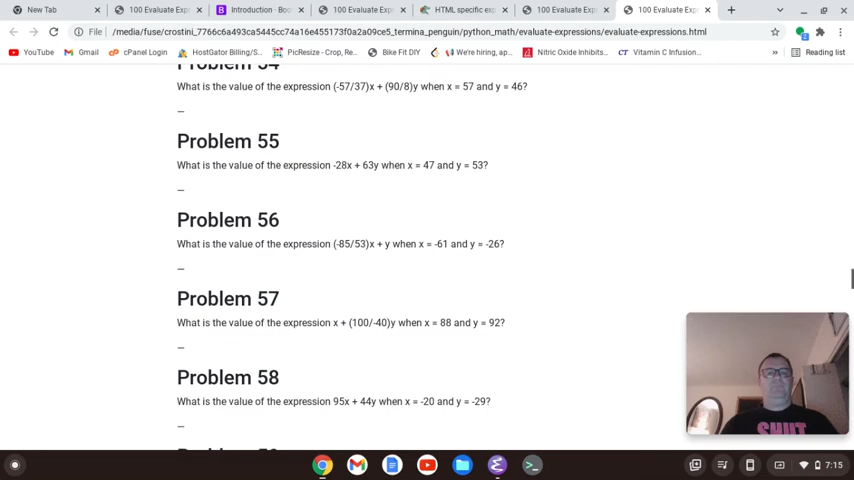 New Tab
100 Evaluate Exp
Introduction · Boo
100 Evaluate Exp
HTML specific exp
100 Evaluate Exp
100 Evaluate Exp
File
/media/fuse/crostini_7766c6a493ca5445cc74a16e455173f0a2a09ce5_termina_penguin/python_math/evaluate-expressions/evaluate-expressions.html
YouTube
Gmail
cPanel Login
HostGator Billing/S...
PicResize - Crop, Re...
Bike Fit DIY
We're hiring, ap...
Nitric Oxide Inhibits...
CT
Vitamin C Infusion...
»
Reading list
Problem 54
What is the value of the expression (-57/37)x + (90/8)y when x = 57 and y = 46?
—
Problem 55
What is the value of the expression -28x + 63y when x = 47 and y = 53?
—
Problem 56
What is the value of the expression (-85/53)x + y when x = -61 and y = -26?
—
Problem 57
What is the value of the expression x + (100/-40)y when x = 88 and y = 92?
—
Problem 58
What is the value of the expression 95x + 44y when x = -20 and y = -29?
—
SHUT
7:15